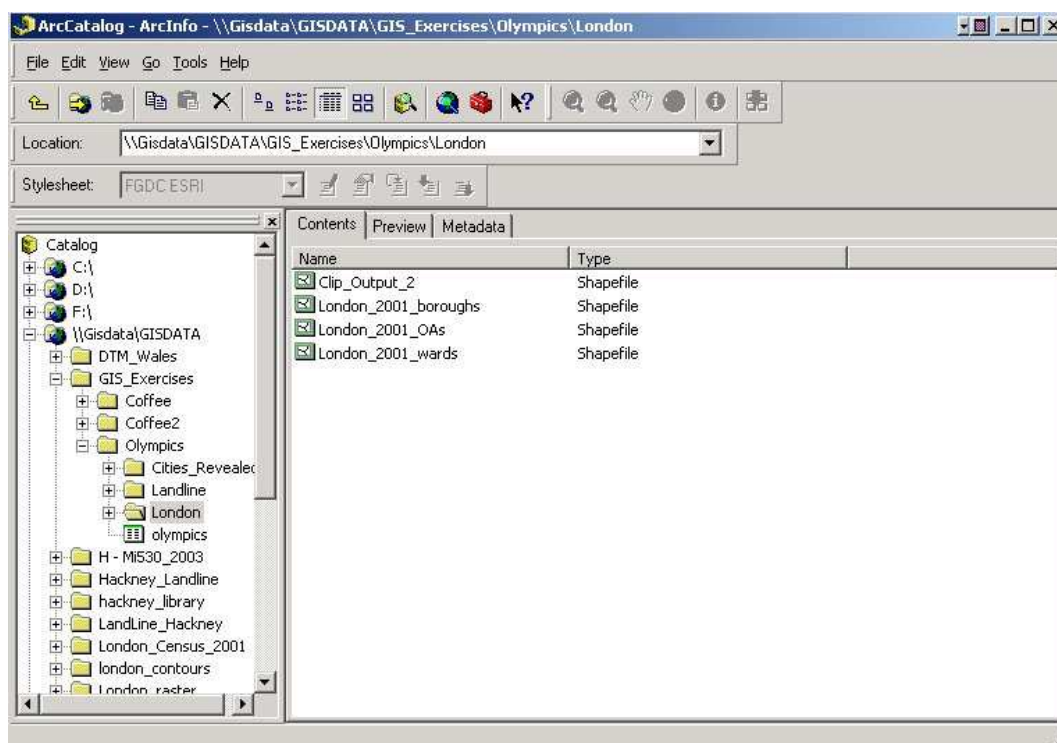 ArcCatalog - ArcInfo - \\Gisdata\GISDATA\GIS_Exercises\Olympics\London
File Edit View Go Tools Help
Location: \\Gisdata\GISDATA\GIS_Exercises\Olympics\London
Stylesheet: FGDC ESRI
Contents Preview Metadata
Name Type
Clip_Output_2 Shapefile
London_2001_boroughs Shapefile
London_2001_OAs Shapefile
London_2001_wards Shapefile
Catalog
C:\
D:\
F:\
\\Gisdata\GISDATA
DTM_Wales
GIS_Exercises
Coffee
Coffee2
Olympics
Cities_Revealed
Landline
London
olympics
H - Mi530_2003
Hackney_Landline
hackney_library
LandLine_Hackney
London_Census_2001
london_contours
London_raster